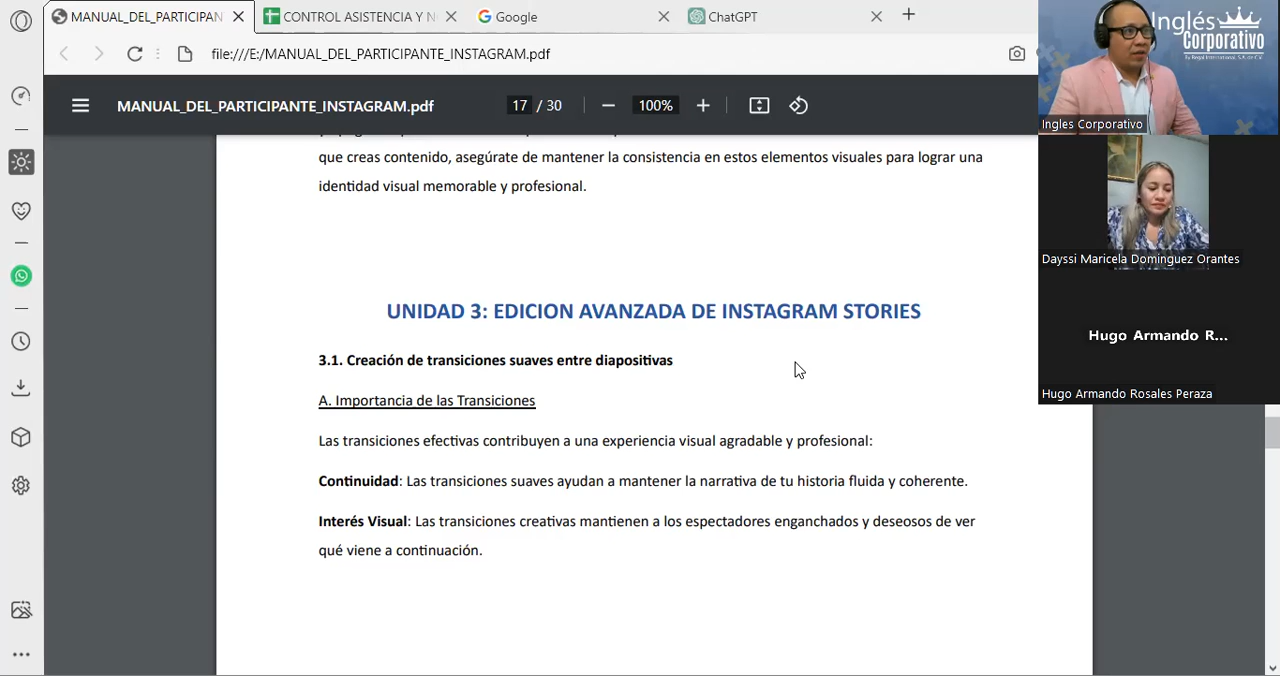 MANUAL_DEL_PARTICIPAN
CONTROL ASISTENCIA Y N
Google
ChatGPT
file:///E:/MANUAL_DEL_PARTICIPANTE_INSTAGRAM.pdf
MANUAL_DEL_PARTICIPANTE_INSTAGRAM.pdf
17 / 30
100%
que creas contenido, asegúrate de mantener la consistencia en estos elementos visuales para lograr una
identidad visual memorable y profesional.
UNIDAD 3: EDICION AVANZADA DE INSTAGRAM STORIES
3.1. Creación de transiciones suaves entre diapositivas
A. Importancia de las Transiciones
Las transiciones efectivas contribuyen a una experiencia visual agradable y profesional:
Continuidad: Las transiciones suaves ayudan a mantener la narrativa de tu historia fluida y coherente.
Interés Visual: Las transiciones creativas mantienen a los espectadores enganchados y deseosos de ver
qué viene a continuación.
Inglés
Corporativo
Ingles Corporativo
Dayssi Maricela Dominguez Orantes
Hugo Armando R...
Hugo Armando Rosales Peraza